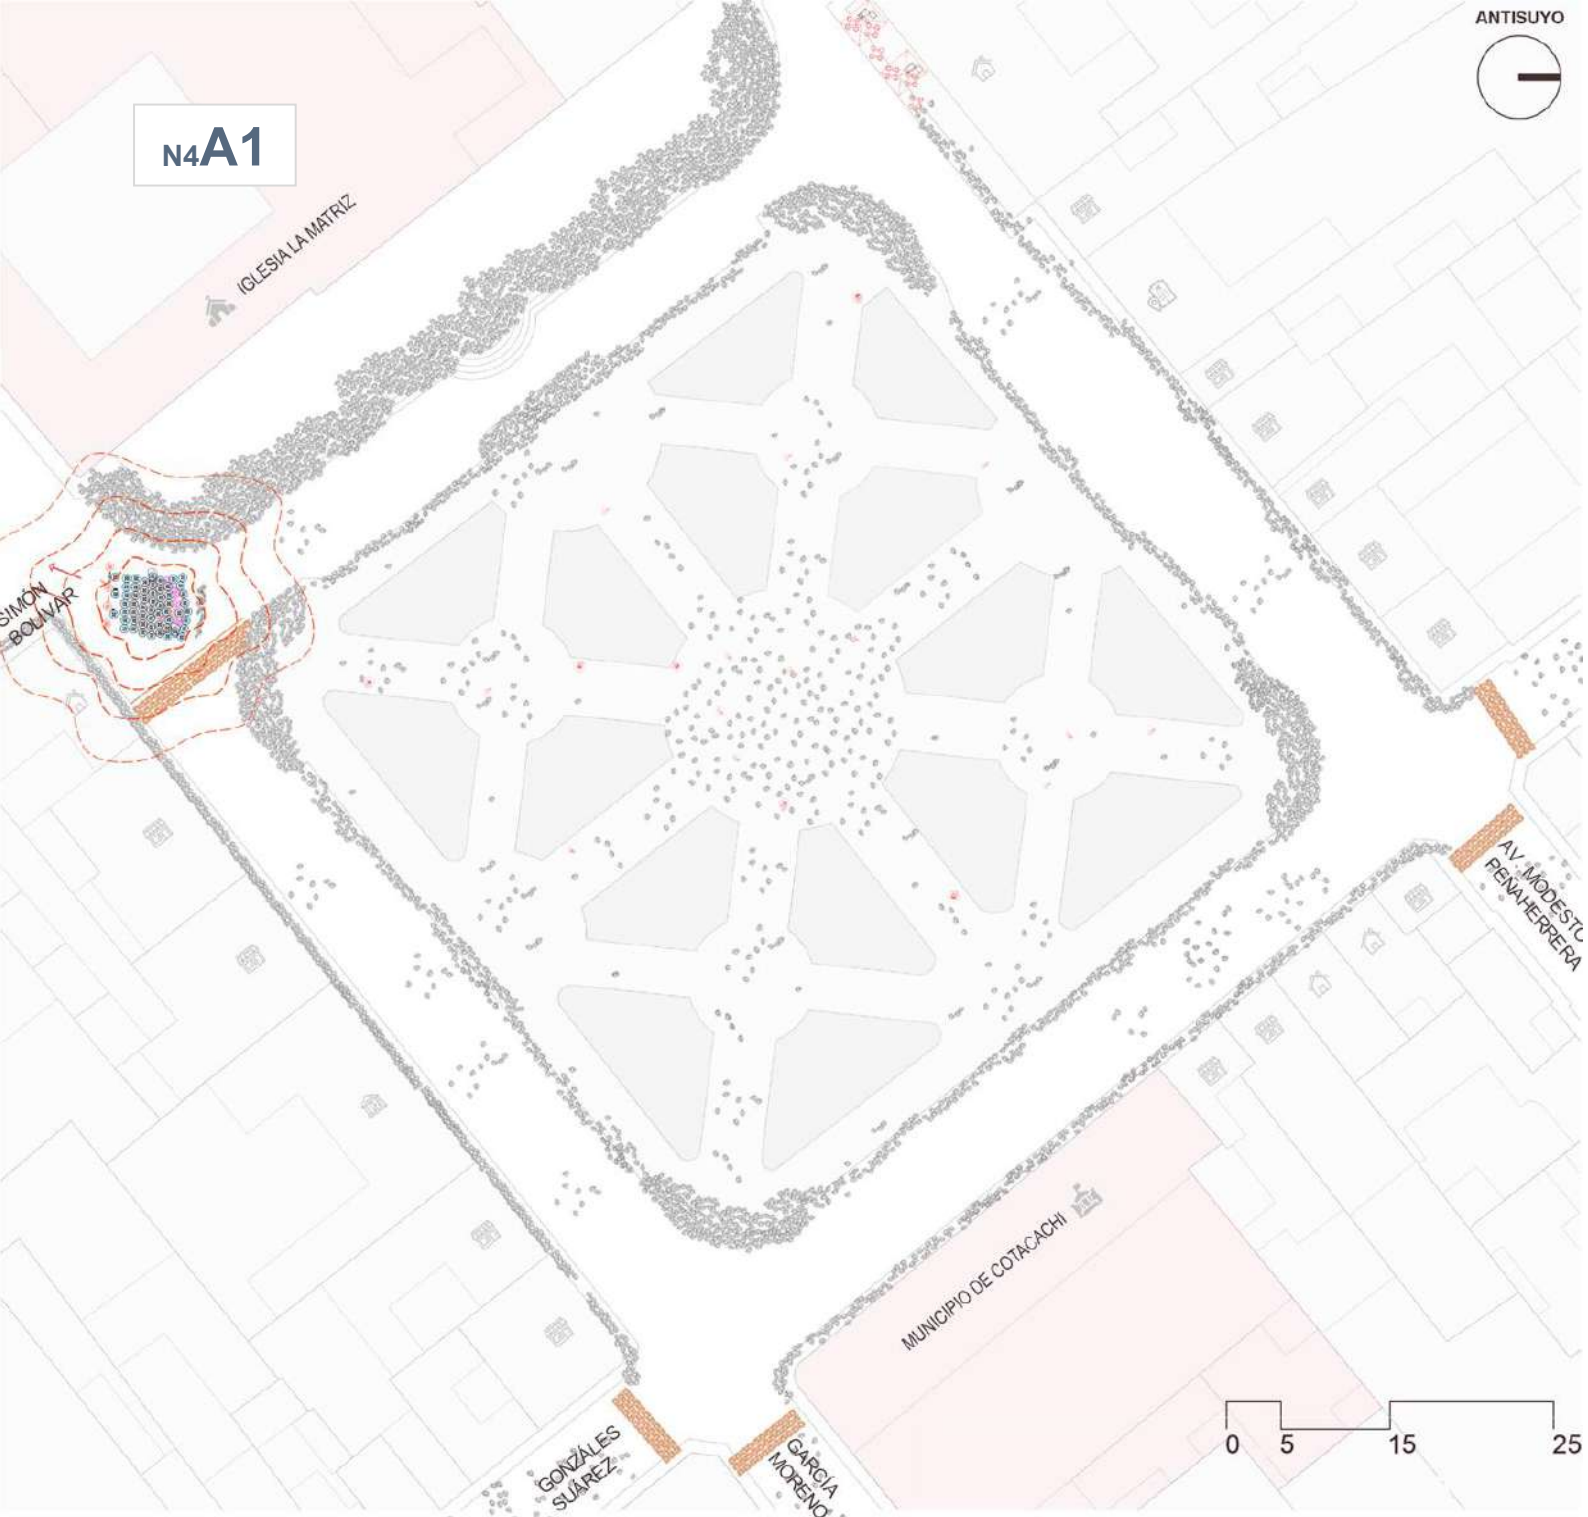 ANTISUYO
N4A1
IGLESIA LA MATRIZ
SIMÓN
BOLÍVAR
AV. MODESTO
PEÑAHERRERA
MUNICIPIO DE COTACACHI
GONZÁLES
SUÁREZ
GARCÍA
MORENO
0 5 15 25